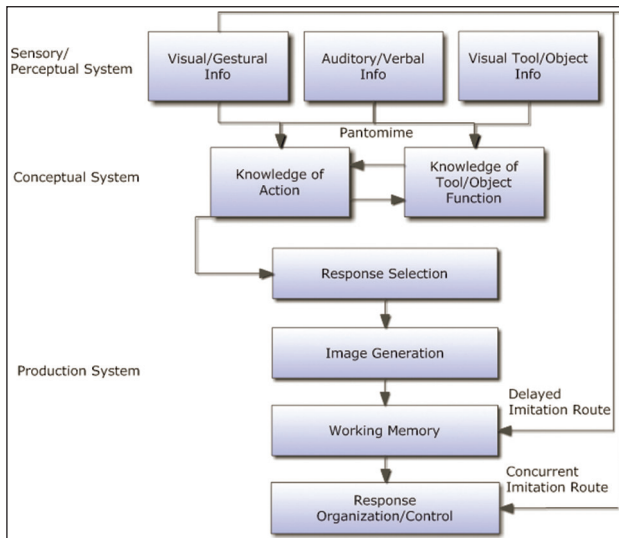 Sensory/
Perceptual System
Visual/Gestural
Info
Auditory/Verbal
Info
Visual Tool/Object
Info
Pantomime
Conceptual System
Knowledge of
Action
Knowledge of
Tool/Object
Function
Response Selection
Image Generation
Production System
Delayed
Imitation Route
Working Memory
Concurrent
Imitation Route
Response
Organization/Control